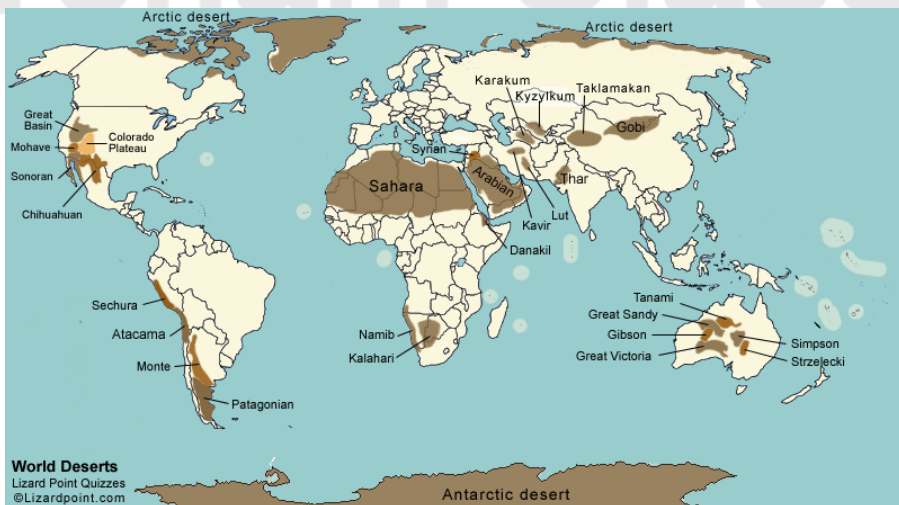 Arctic desert
Arctic desert
Karakum
Kyzylkum
Taklamakan
Gobi
Great
Basin
Mohave
Colorado
Plateau
Sonoran
Chihuahuan
Syrian
Sahara
Arabian
Thar
Lut
Kavir
Danakil
Sechura
Atacama
Monte
Patagonian
Namib
Kalahari
Tanami
Great Sandy
Gibson
Great Victoria
Simpson
Strzelecki
World Deserts
Lizard Point Quizzes
©Lizardpoint.com
Antarctic desert